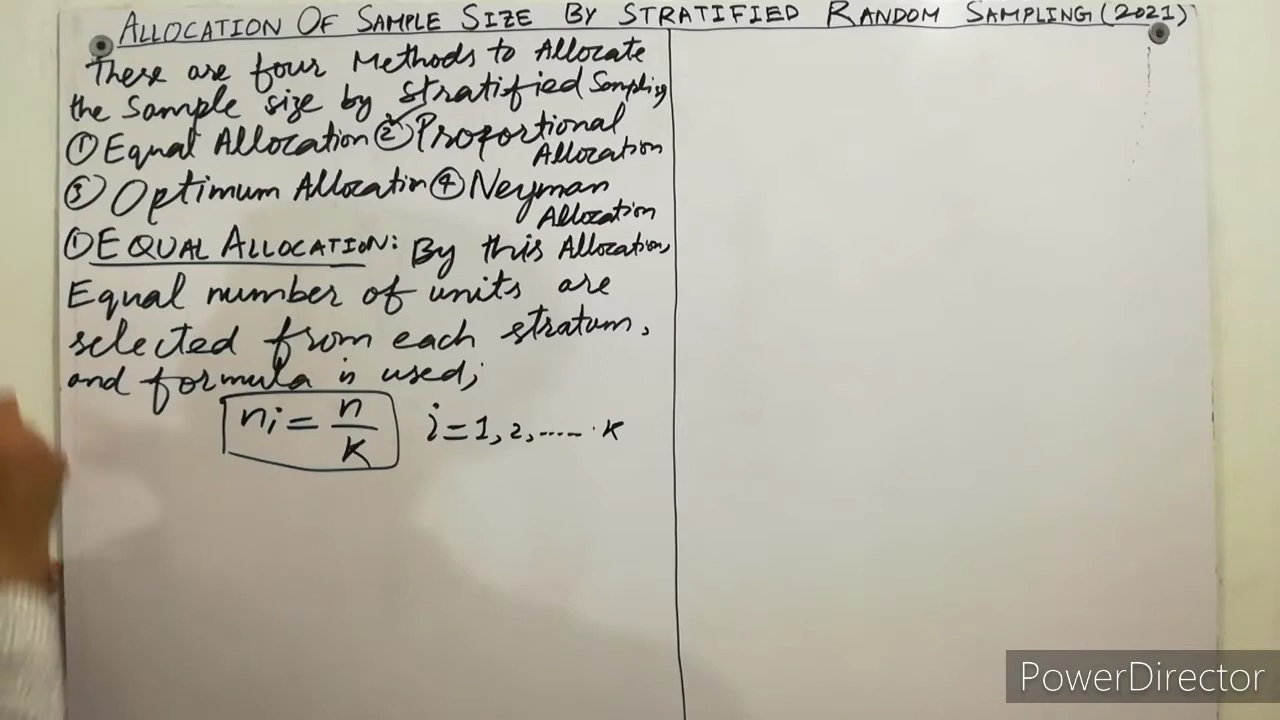 ALLOCATION OF SAMPLE SIZE BY STRATIFIED RANDOM SAMPLING (2021)
These are four Methods to Allocate
the Sample size by Stratified Sampling
① Equal Allocation ② Proportional
Allocation
③ Optimum Allocation ④ Neyman
Allocation
① EQUAL ALLOCATION: By this Allocation,
Equal number of units are
selected from each stratum,
and formula is used;
ni = n/k i = 1, 2, ...... k
PowerDirector